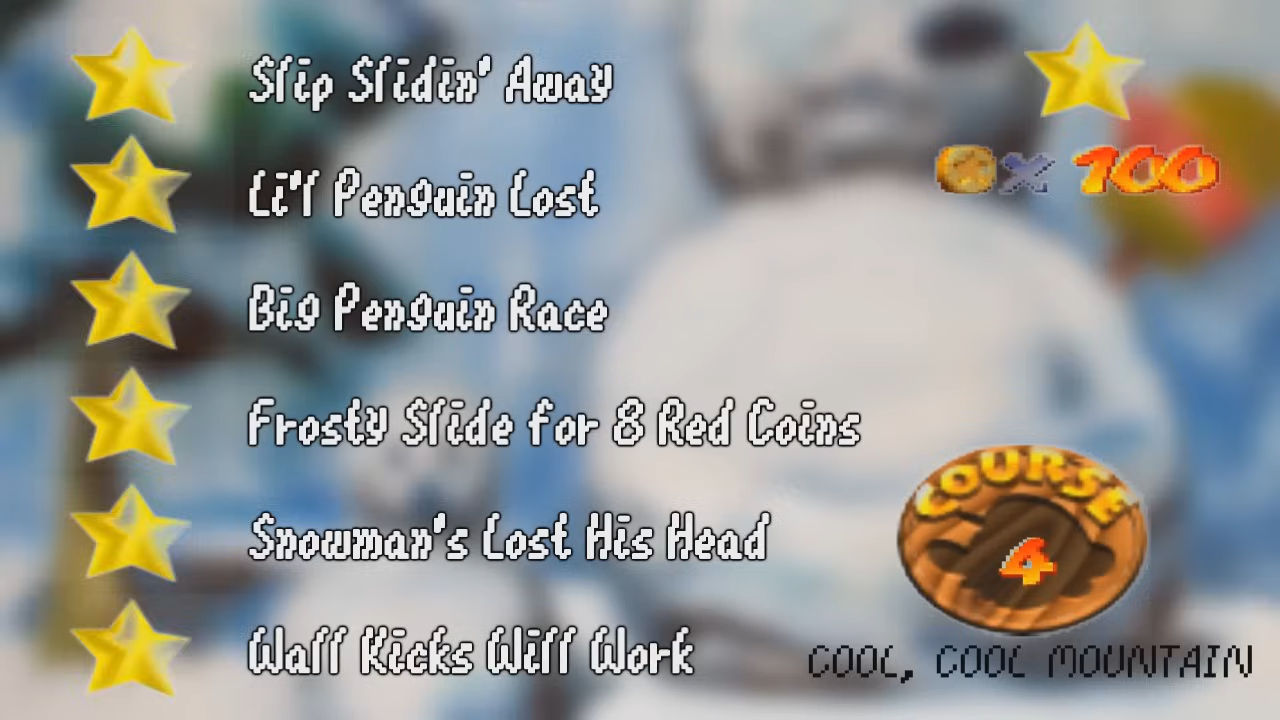 Slip Slidin' Away
x 100
Li'l Penguin Lost
Big Penguin Race
Frosty Slide for 8 Red Coins
COURSE
4
Snowman's Lost His Head
Wall Kicks Will Work
COOL, COOL MOUNTAIN